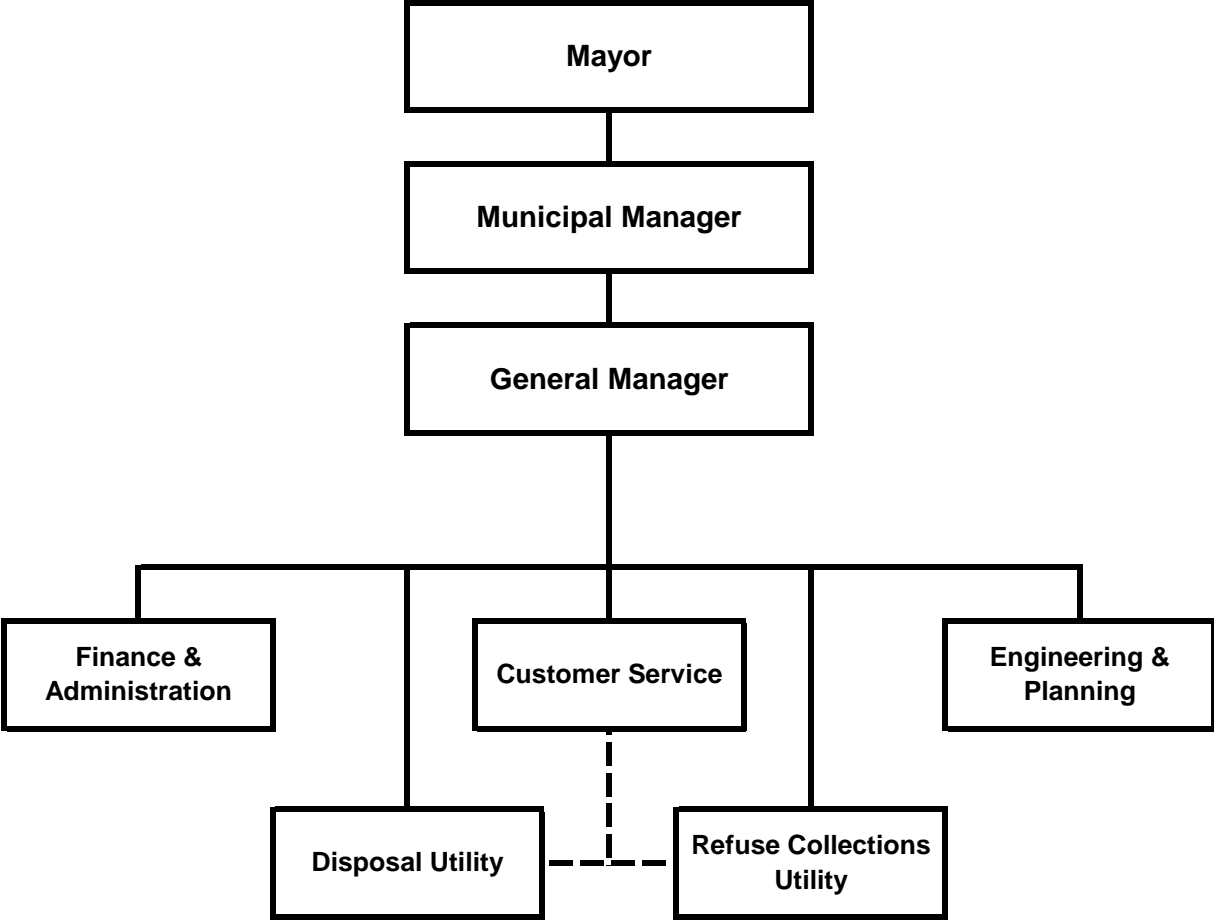 Mayor
Municipal Manager
General Manager
Finance &
Administration
Customer Service
Engineering &
Planning
Disposal Utility
Refuse Collections
Utility